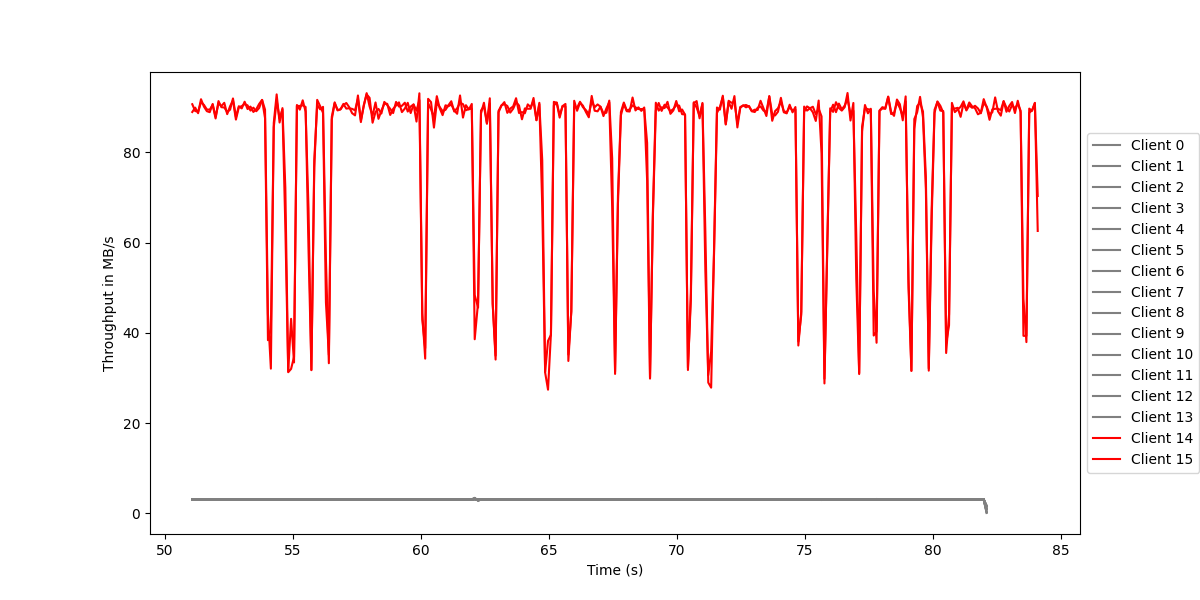 Throughput in MB/s
80
60
40
20
0
50 55 60 65 70 75 80 85
Time (s)
Client 0
Client 1
Client 2
Client 3
Client 4
Client 5
Client 6
Client 7
Client 8
Client 9
Client 10
Client 11
Client 12
Client 13
Client 14
Client 15